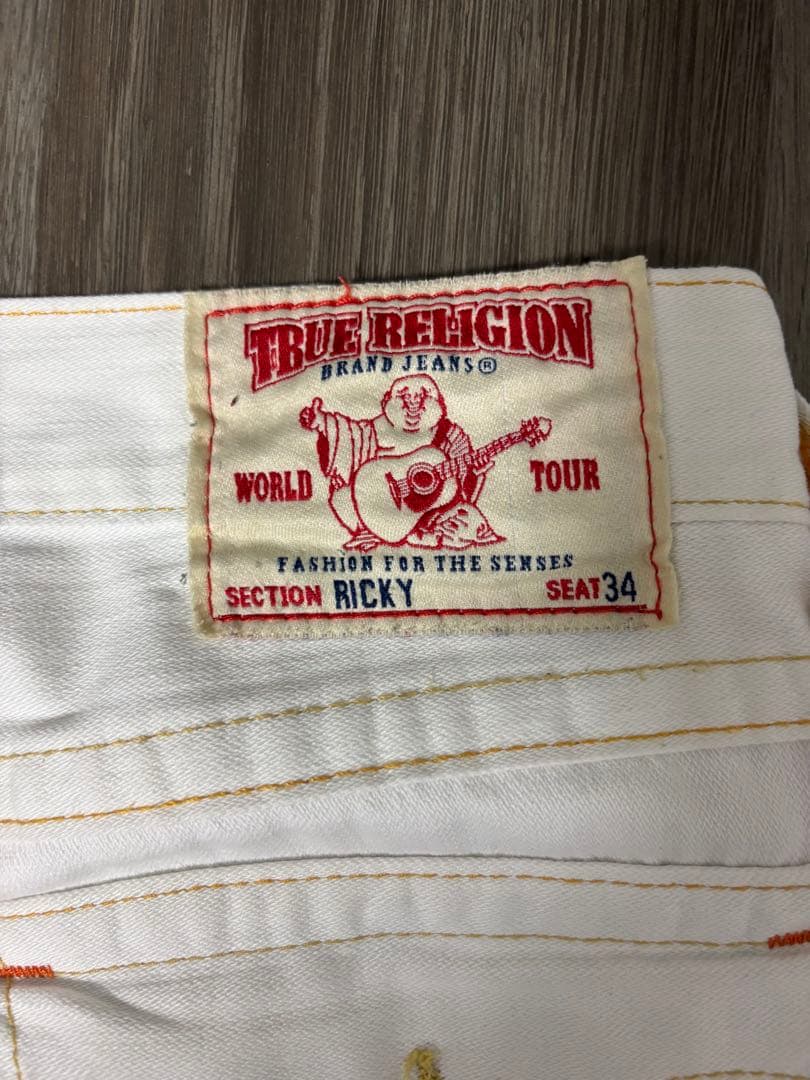 TRUE RELIGION
BRAND JEANS®
WORLD TOUR
FASHION FOR THE SENSES
SECTION RICKY SEAT 34